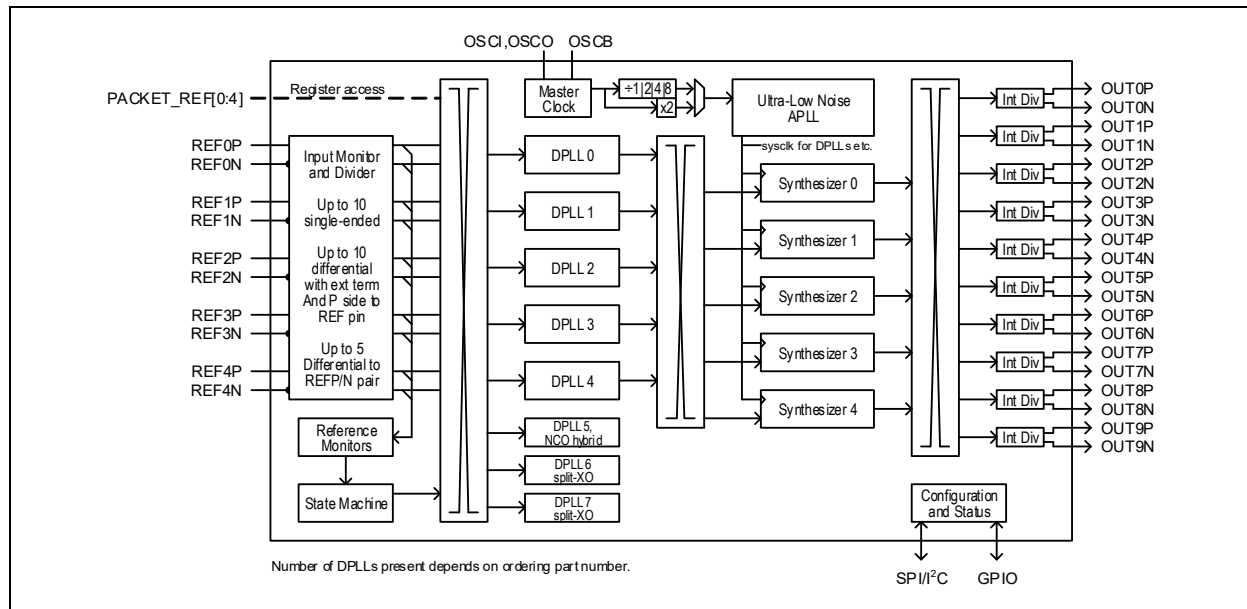 OSCI,OSCO OSCB
PACKET_REF[0:4]
Register access
Master
Clock
÷1|2|4|8
x2
Ultra-Low Noise
APLL
sysclk for DPLLs etc.
REF0P
REF0N
REF1P
REF1N
REF2P
REF2N
REF3P
REF3N
REF4P
REF4N
Input Monitor
and Divider
Up to 10
single-ended
Up to 10
differential
with ext term
And P side to
REF pin
Up to 5
Differential to
REFP/N pair
Reference
Monitors
State Machine
DPLL 0
DPLL 1
DPLL 2
DPLL 3
DPLL 4
DPLL 5,
NCO hybrid
DPLL 6
split-XO
DPLL 7
split-XO
Synthesizer 0
Synthesizer 1
Synthesizer 2
Synthesizer 3
Synthesizer 4
Int Div
Int Div
Int Div
Int Div
Int Div
Int Div
Int Div
Int Div
Int Div
Int Div
OUT0P
OUT0N
OUT1P
OUT1N
OUT2P
OUT2N
OUT3P
OUT3N
OUT4P
OUT4N
OUT5P
OUT5N
OUT6P
OUT6N
OUT7P
OUT7N
OUT8P
OUT8N
OUT9P
OUT9N
Configuration
and Status
SPI/I²C GPIO
Number of DPLLs present depends on ordering part number.